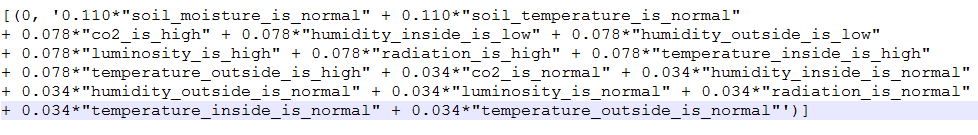 [(0, '0.110*"soil_moisture_is_normal" + 0.110*"soil_temperature_is_normal"
+ 0.078*"co2_is_high" + 0.078*"humidity_inside_is_low" + 0.078*"humidity_outside_is_low"
+ 0.078*"luminosity_is_high" + 0.078*"radiation_is_high" + 0.078*"temperature_inside_is_high"
+ 0.078*"temperature_outside_is_high" + 0.034*"co2_is_normal" + 0.034*"humidity_inside_is_normal"
+ 0.034*"humidity_outside_is_normal" + 0.034*"luminosity_is_normal" + 0.034*"radiation_is_normal"
+ 0.034*"temperature_inside_is_normal" + 0.034*"temperature_outside_is_normal"')]